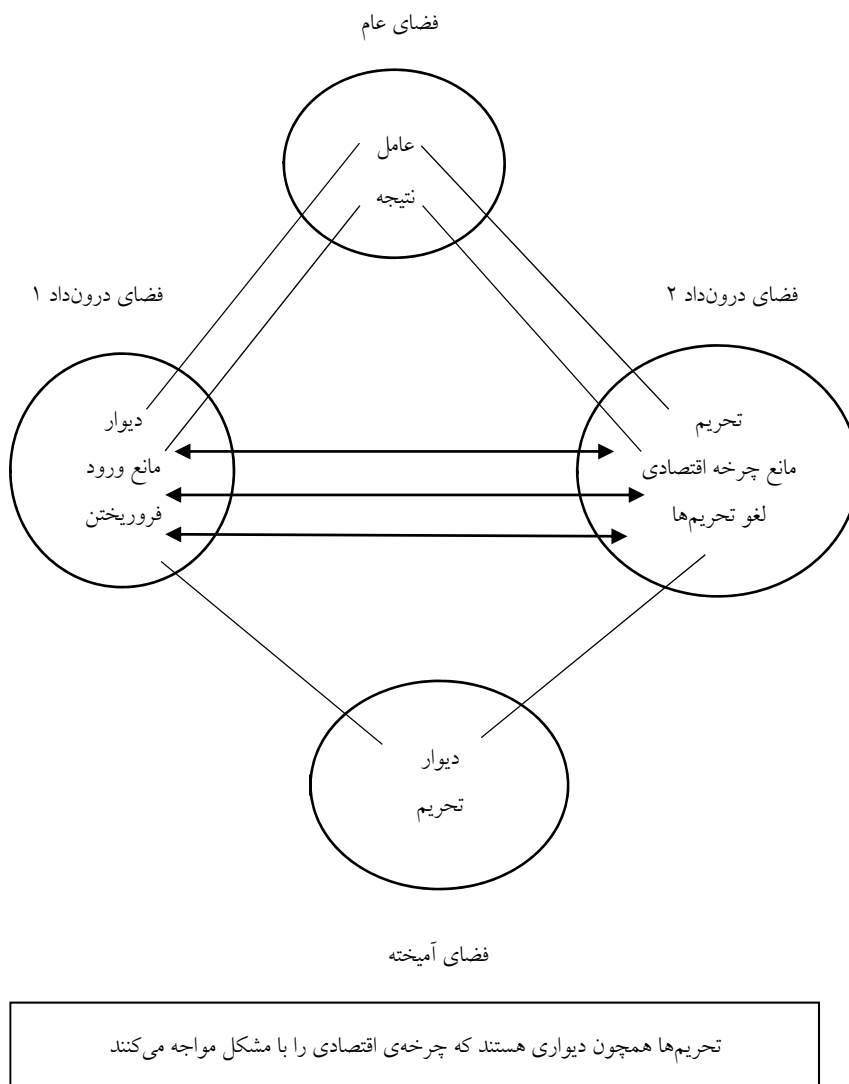 فضای عام
عامل
نتیجه
فضای درون‌داد ۲
فضای درون‌داد ۱
تحریم
مانع چرخه اقتصادی
لغو تحریم‌ها
دیوار
مانع ورود
فروریختن
دیوار
تحریم
فضای آمیخته
تحریم‌ها همچون دیواری هستند که چرخه‌ی اقتصادی را با مشکل مواجه می‌کنند